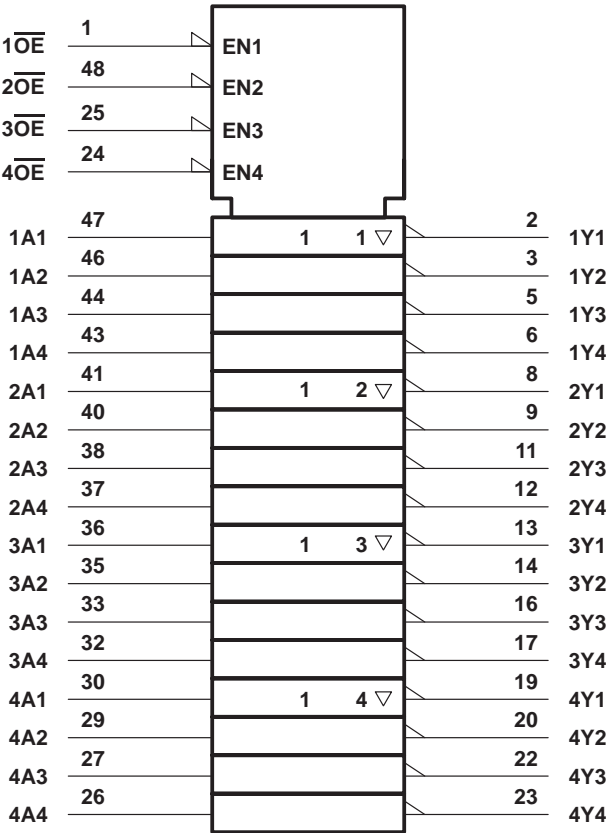 1O̅E̅ 1 EN1
2O̅E̅ 48 EN2
3O̅E̅ 25 EN3
4O̅E̅ 24 EN4
1A1 47 1 1 ▽ 2 1Y1
1A2 46 3 1Y2
1A3 44 5 1Y3
1A4 43 6 1Y4
2A1 41 1 2 ▽ 8 2Y1
2A2 40 9 2Y2
2A3 38 11 2Y3
2A4 37 12 2Y4
3A1 36 1 3 ▽ 13 3Y1
3A2 35 14 3Y2
3A3 33 16 3Y3
3A4 32 17 3Y4
4A1 30 1 4 ▽ 19 4Y1
4A2 29 20 4Y2
4A3 27 22 4Y3
4A4 26 23 4Y4